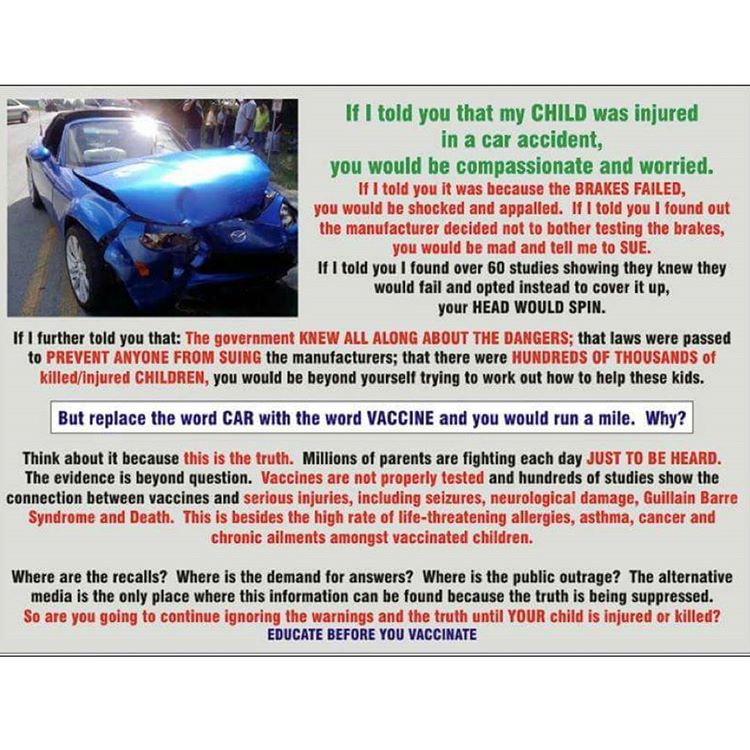 If I told you that my CHILD was injured
in a car accident,
you would be compassionate and worried.
If I told you it was because the BRAKES FAILED,
you would be shocked and appalled. If I told you I found out
the manufacturer decided not to bother testing the brakes,
you would be mad and tell me to SUE.
If I told you I found over 60 studies showing they knew they
would fail and opted instead to cover it up,
your HEAD WOULD SPIN.
If I further told you that: The government KNEW ALL ALONG ABOUT THE DANGERS; that laws were passed
to PREVENT ANYONE FROM SUING the manufacturers; that there were HUNDREDS OF THOUSANDS of
killed/injured CHILDREN, you would be beyond yourself trying to work out how to help these kids.
But replace the word CAR with the word VACCINE and you would run a mile. Why?
Think about it because this is the truth. Millions of parents are fighting each day JUST TO BE HEARD.
The evidence is beyond question. Vaccines are not properly tested and hundreds of studies show the
connection between vaccines and serious injuries, including seizures, neurological damage, Guillain Barre
Syndrome and Death. This is besides the high rate of life-threatening allergies, asthma, cancer and
chronic ailments amongst vaccinated children.
Where are the recalls? Where is the demand for answers? Where is the public outrage? The alternative
media is the only place where this information can be found because the truth is being suppressed.
So are you going to continue ignoring the warnings and the truth until YOUR child is injured or killed?
EDUCATE BEFORE YOU VACCINATE